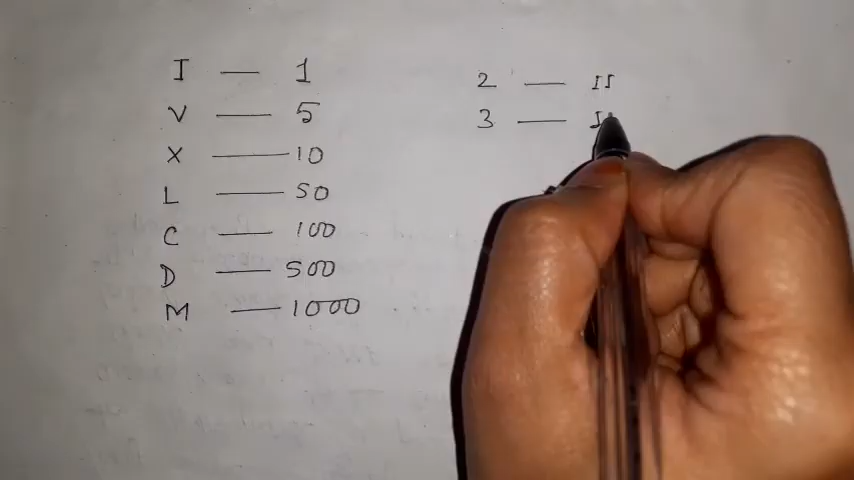 I — 1
V — 5
X — 10
L — 50
C — 100
D — 500
M — 1000
2 — II
3 — I